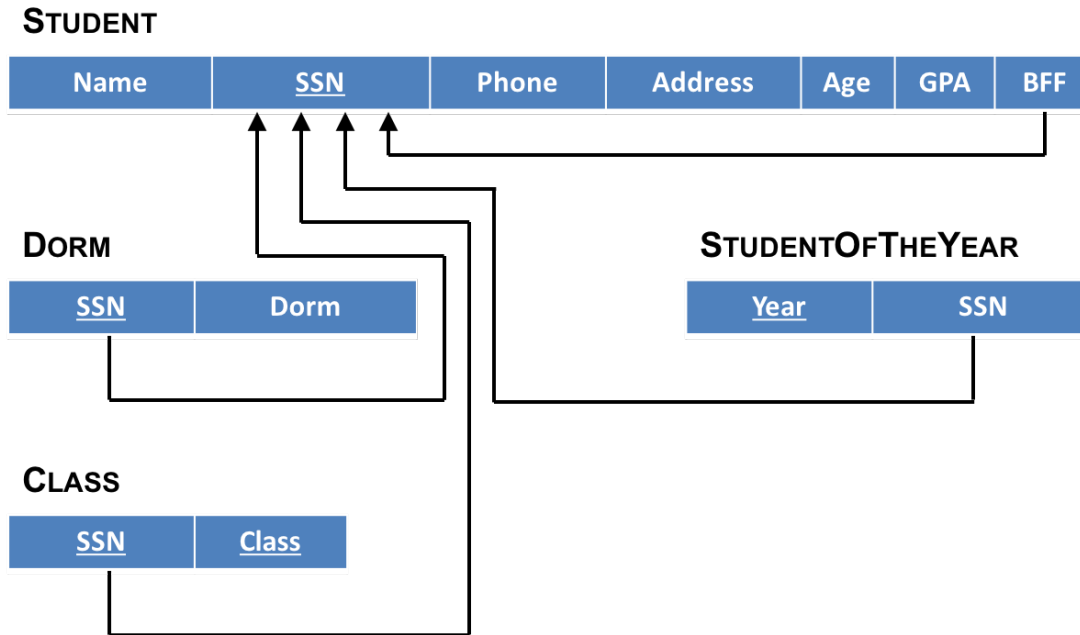 STUDENT
Name SSN Phone Address Age GPA BFF
DORM
SSN Dorm
STUDENTOFTHEYEAR
Year SSN
CLASS
SSN Class